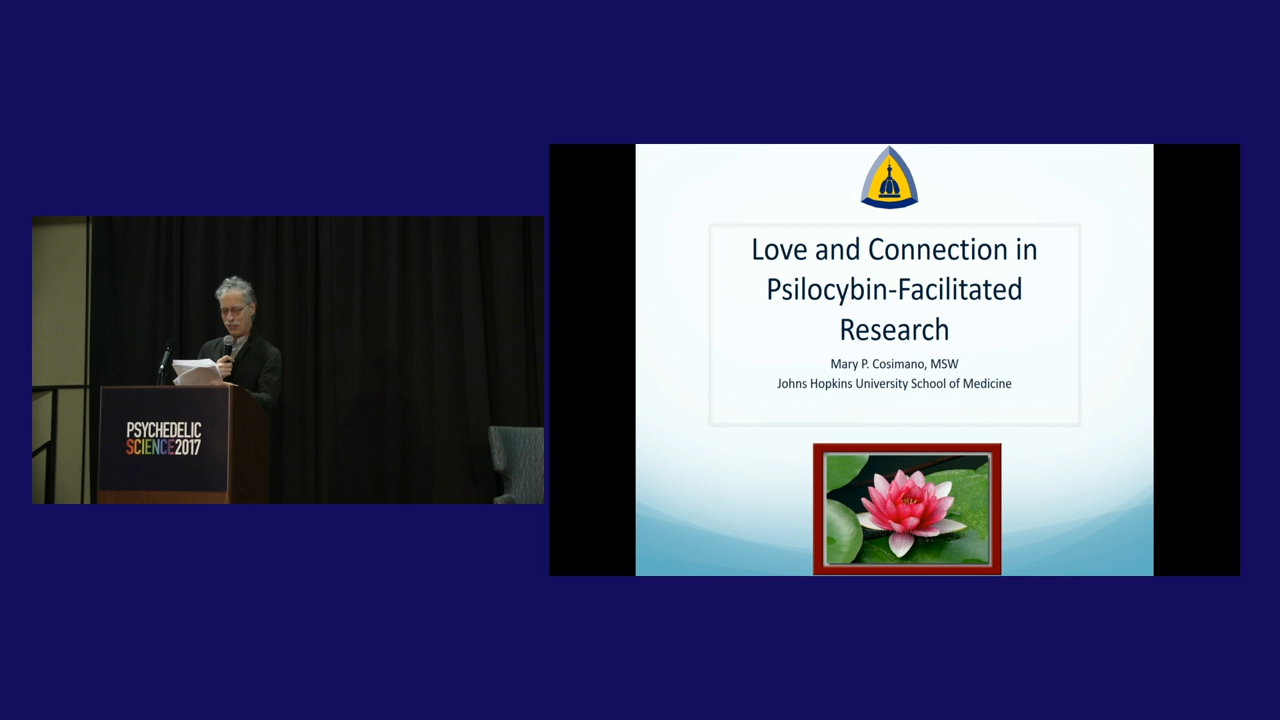 PSYCHEDELIC
SCIENCE2017
Love and Connection in
Psilocybin-Facilitated
Research
Mary P. Cosimano, MSW
Johns Hopkins University School of Medicine